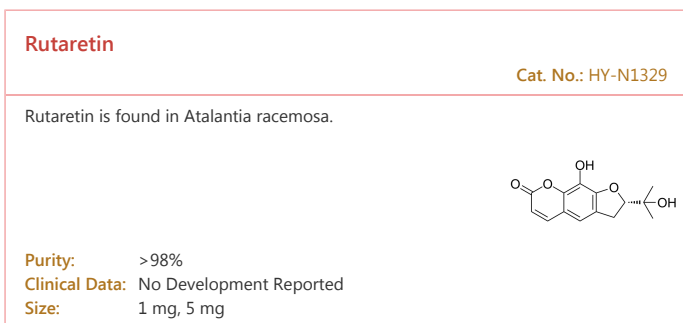 Rutaretin
Cat. No.: HY-N1329
Rutaretin is found in Atalantia racemosa.
OH
O
O
O
OH
Purity: >98%
Clinical Data: No Development Reported
Size: 1 mg, 5 mg